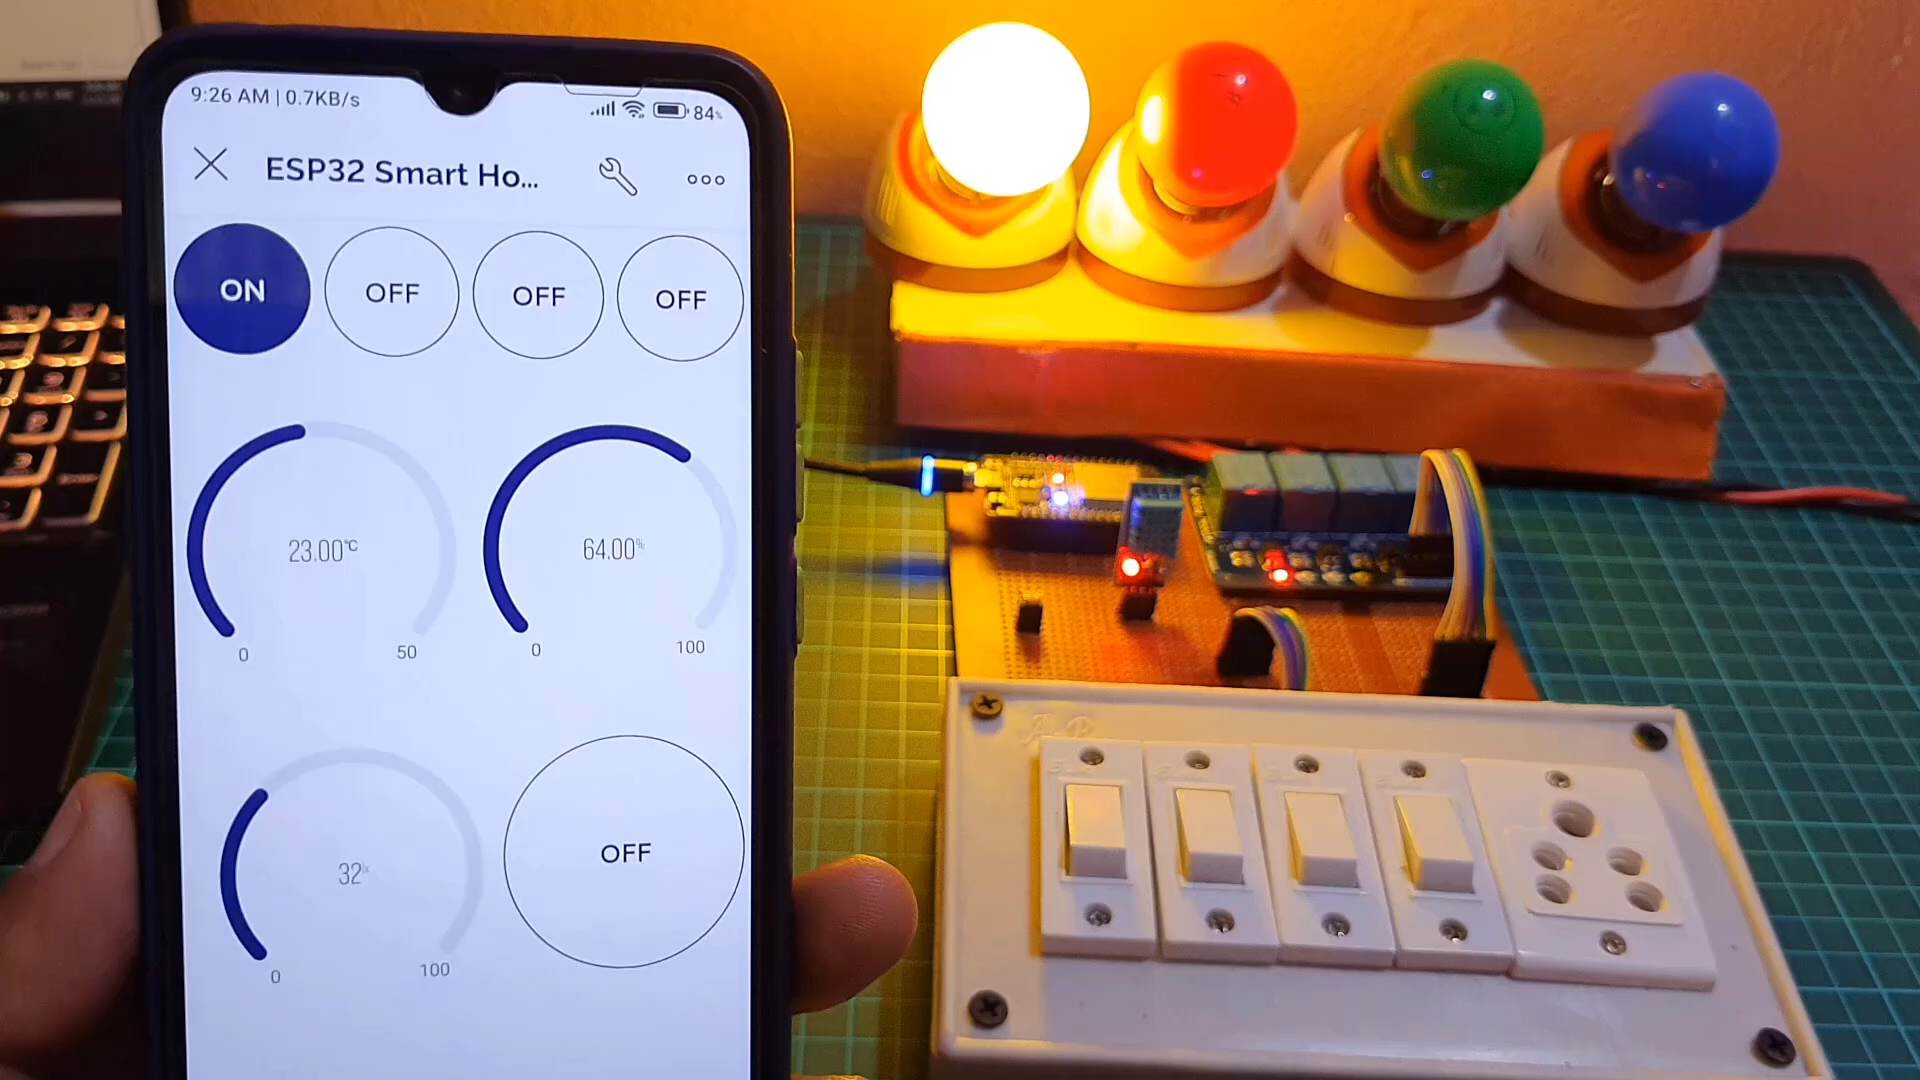 9:26 AM | 0.7KB/s 84%
ESP32 Smart Ho...
ON OFF OFF OFF
23.00°C 64.00%
0 50 0 100
32lx OFF
0 100